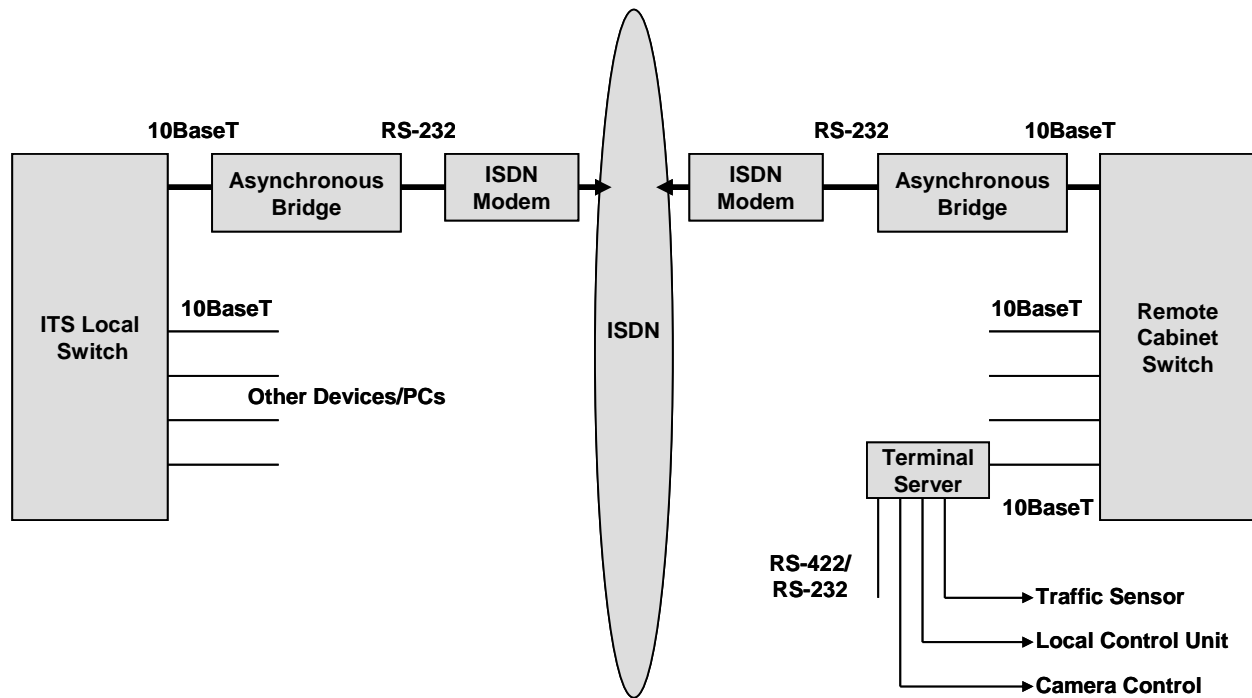 10BaseT
RS-232
RS-232
10BaseT
Asynchronous
Bridge
ISDN
Modem
ISDN
Modem
Asynchronous
Bridge
ITS Local
Switch
10BaseT
Other Devices/PCs
ISDN
10BaseT
Remote
Cabinet
Switch
Terminal
Server
10BaseT
RS-422/
RS-232
Traffic Sensor
Local Control Unit
Camera Control